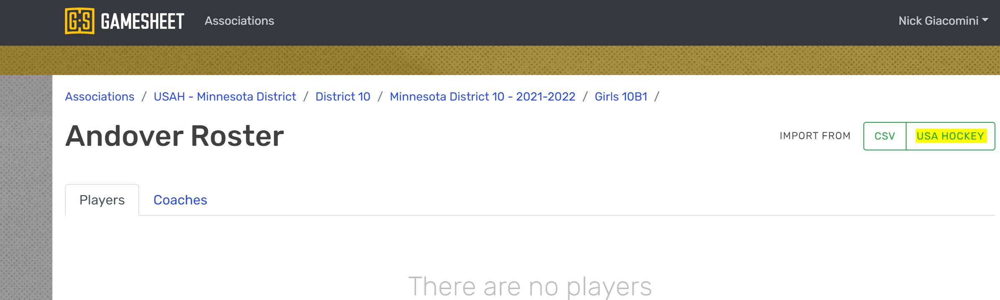 G:S GAMESHEET Associations Nick Giacomini
Associations / USAH - Minnesota District / District 10 / Minnesota District 10 - 2021-2022 / Girls 10B1 /
Andover Roster IMPORT FROM CSV USA HOCKEY
Players Coaches
There are no players